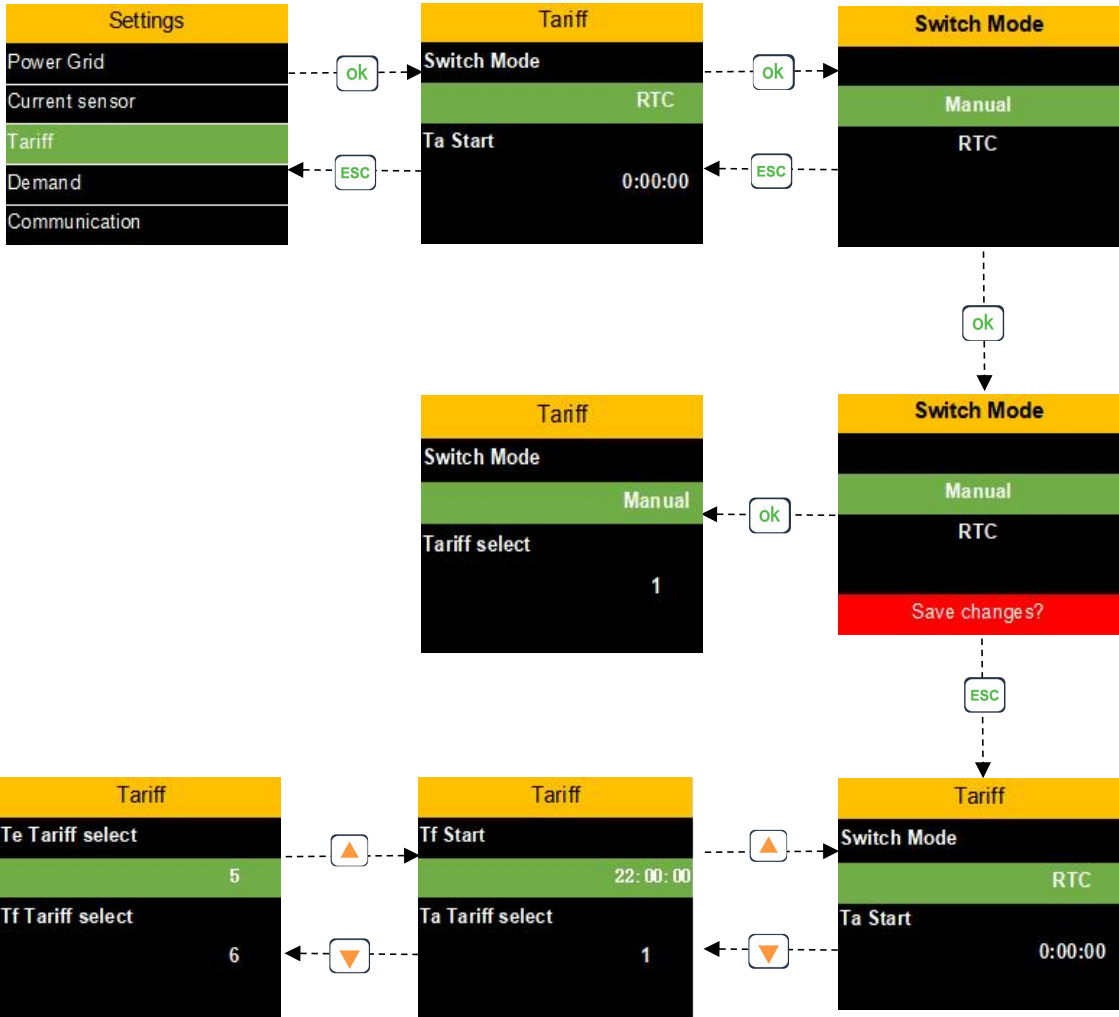 Settings
Power Grid
Current sensor
Tariff
Demand
Communication
ok
ESC
Tariff
Switch Mode
RTC
Ta Start
0:00:00
ok
ESC
Switch Mode
Manual
RTC
ok
Tariff
Switch Mode
Manual
Tariff select
1
ok
Switch Mode
Manual
RTC
Save changes?
ESC
Tariff
Te Tariff select
5
Tf Tariff select
6
Tariff
Tf Start
22:00:00
Ta Tariff select
1
Tariff
Switch Mode
RTC
Ta Start
0:00:00